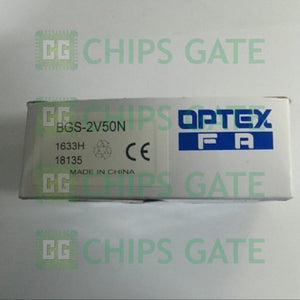 CHIPS GATE
BGS-2V50N
1633H
18135
MADE IN CHINA
CE
OPTEX
FA
CHIPS GATE
CHIPS GATE